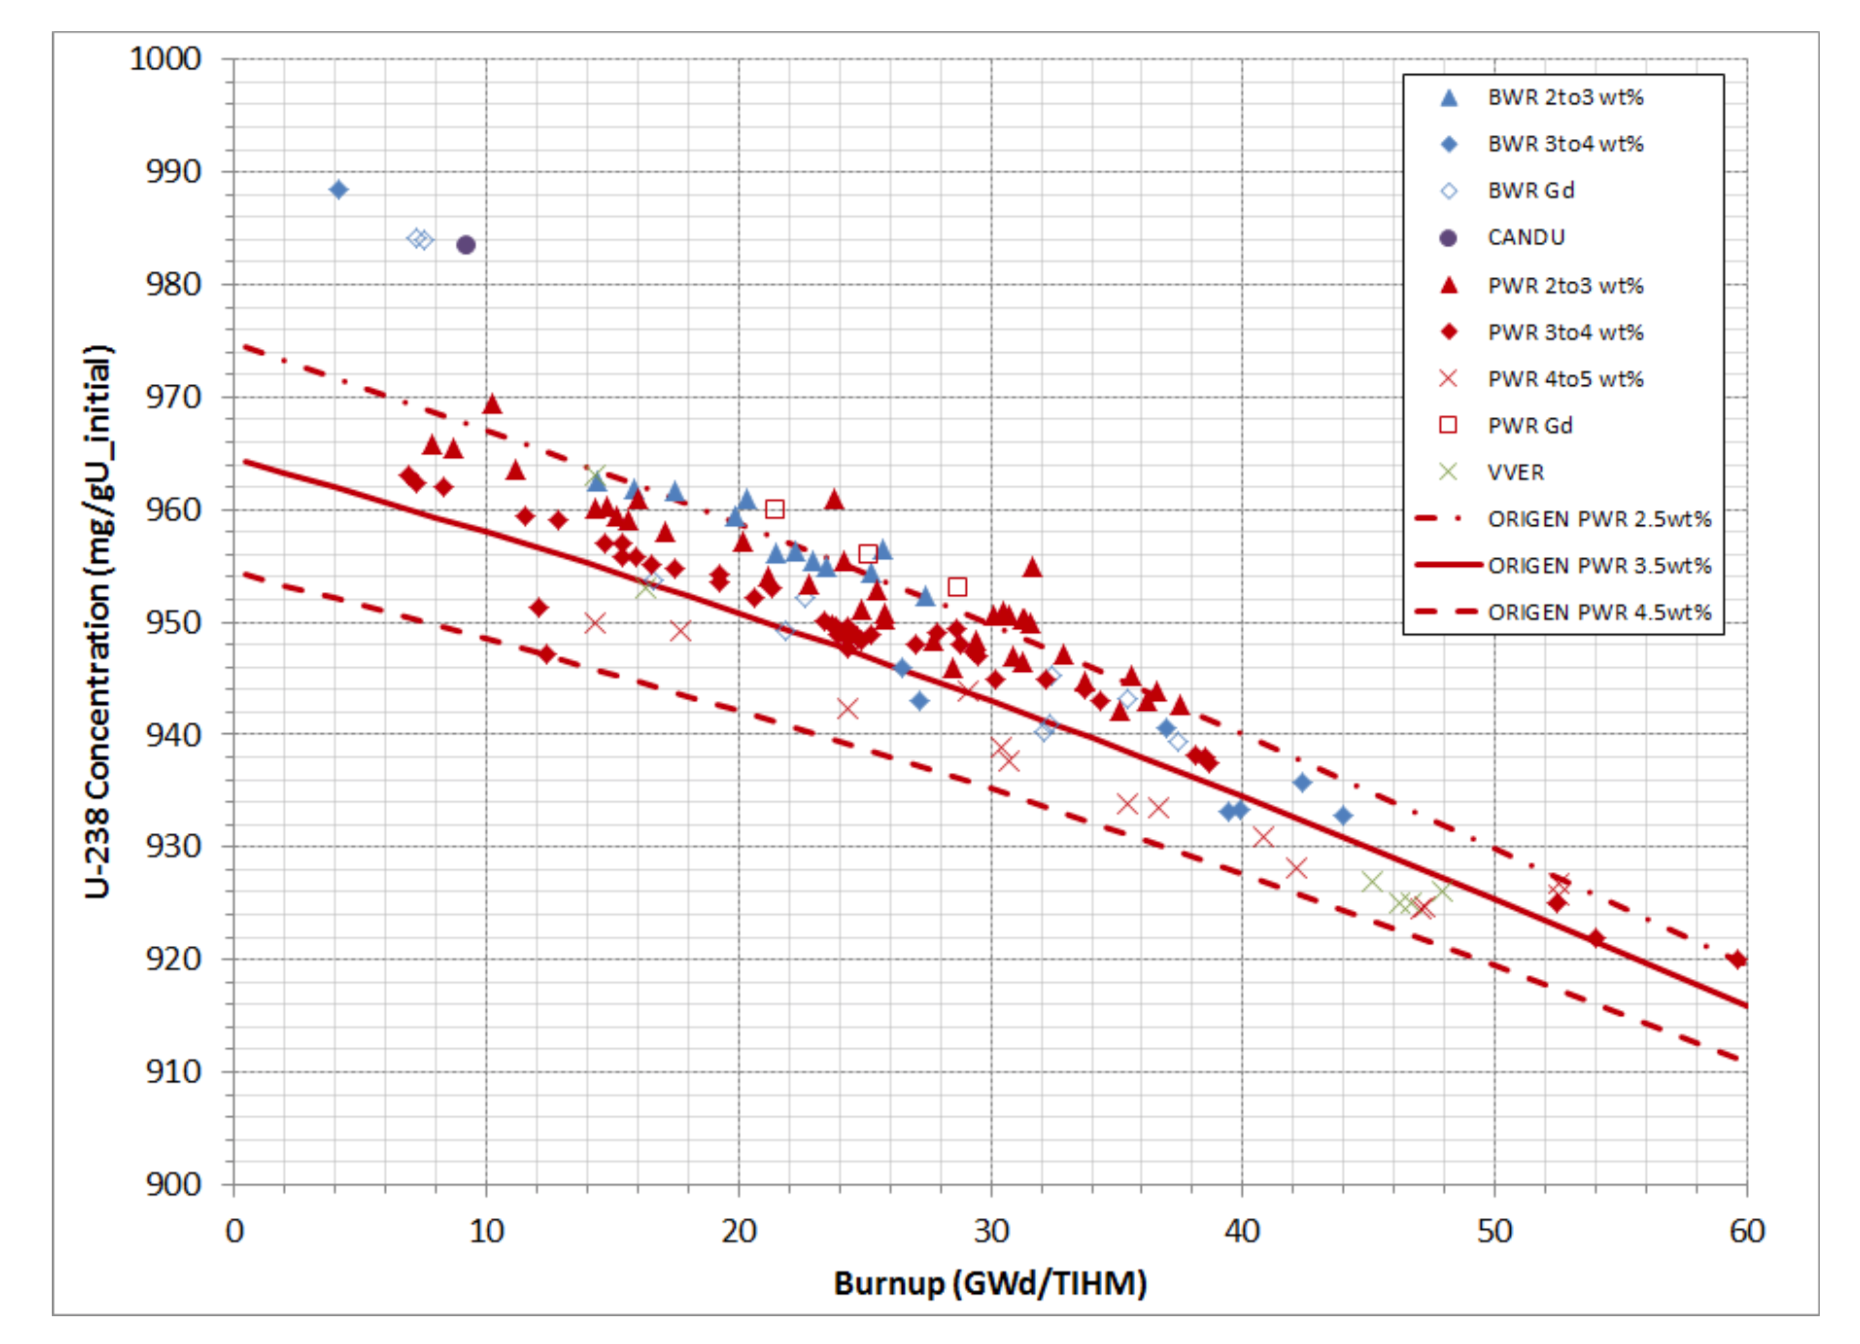 1000
990
980
970
960
950
940
930
920
910
900
U-238 Concentration (mg/gU_initial)
0 10 20 30 40 50 60
Burnup (GWd/TIHM)
BWR 2to3 wt%
BWR 3to4 wt%
BWR Gd
CANDU
PWR 2to3 wt%
PWR 3to4 wt%
PWR 4to5 wt%
PWR Gd
VVER
ORIGEN PWR 2.5wt%
ORIGEN PWR 3.5wt%
ORIGEN PWR 4.5wt%